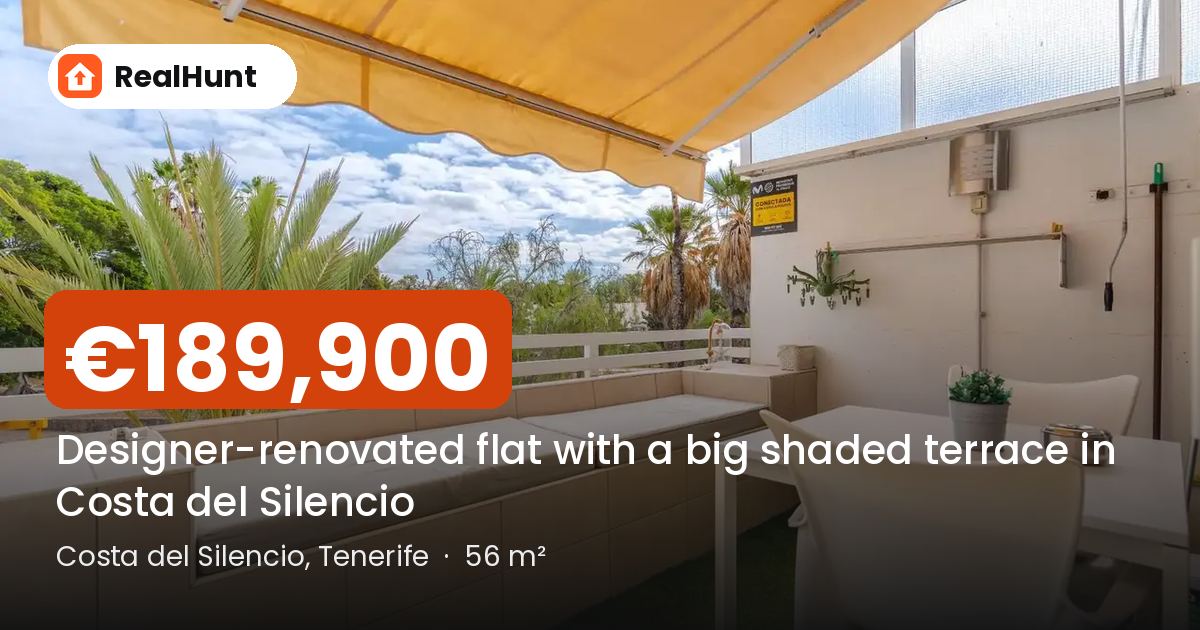 RealHunt
CONECTADA
€189,900
Designer-renovated flat with a big shaded terrace in
Costa del Silencio
Costa del Silencio, Tenerife · 56 m²